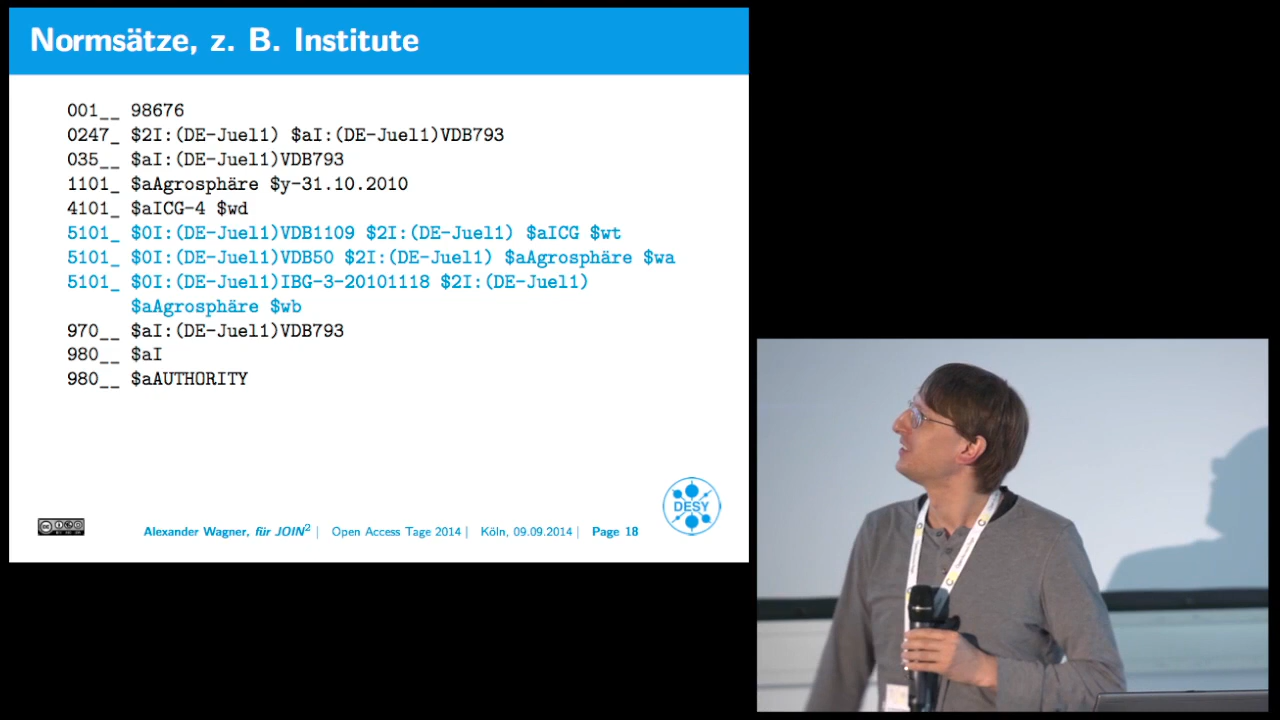 Normsätze, z. B. Institute
001__ 98676
0247_ $2I:(DE-Juel1) $aI:(DE-Juel1)VDB793
035__ $aI:(DE-Juel1)VDB793
1101_ $aAgrosphäre $y-31.10.2010
4101_ $aICG-4 $wd
5101_ $0I:(DE-Juel1)VDB1109 $2I:(DE-Juel1) $aICG $wt
5101_ $0I:(DE-Juel1)VDB50 $2I:(DE-Juel1) $aAgrosphäre $wa
5101_ $0I:(DE-Juel1)IBG-3-20101118 $2I:(DE-Juel1)
$aAgrosphäre $wb
970__ $aI:(DE-Juel1)VDB793
980__ $aI
980__ $aAUTHORITY
DESY
Alexander Wagner, für JOIN² | Open Access Tage 2014 | Köln, 09.09.2014 | Page 18